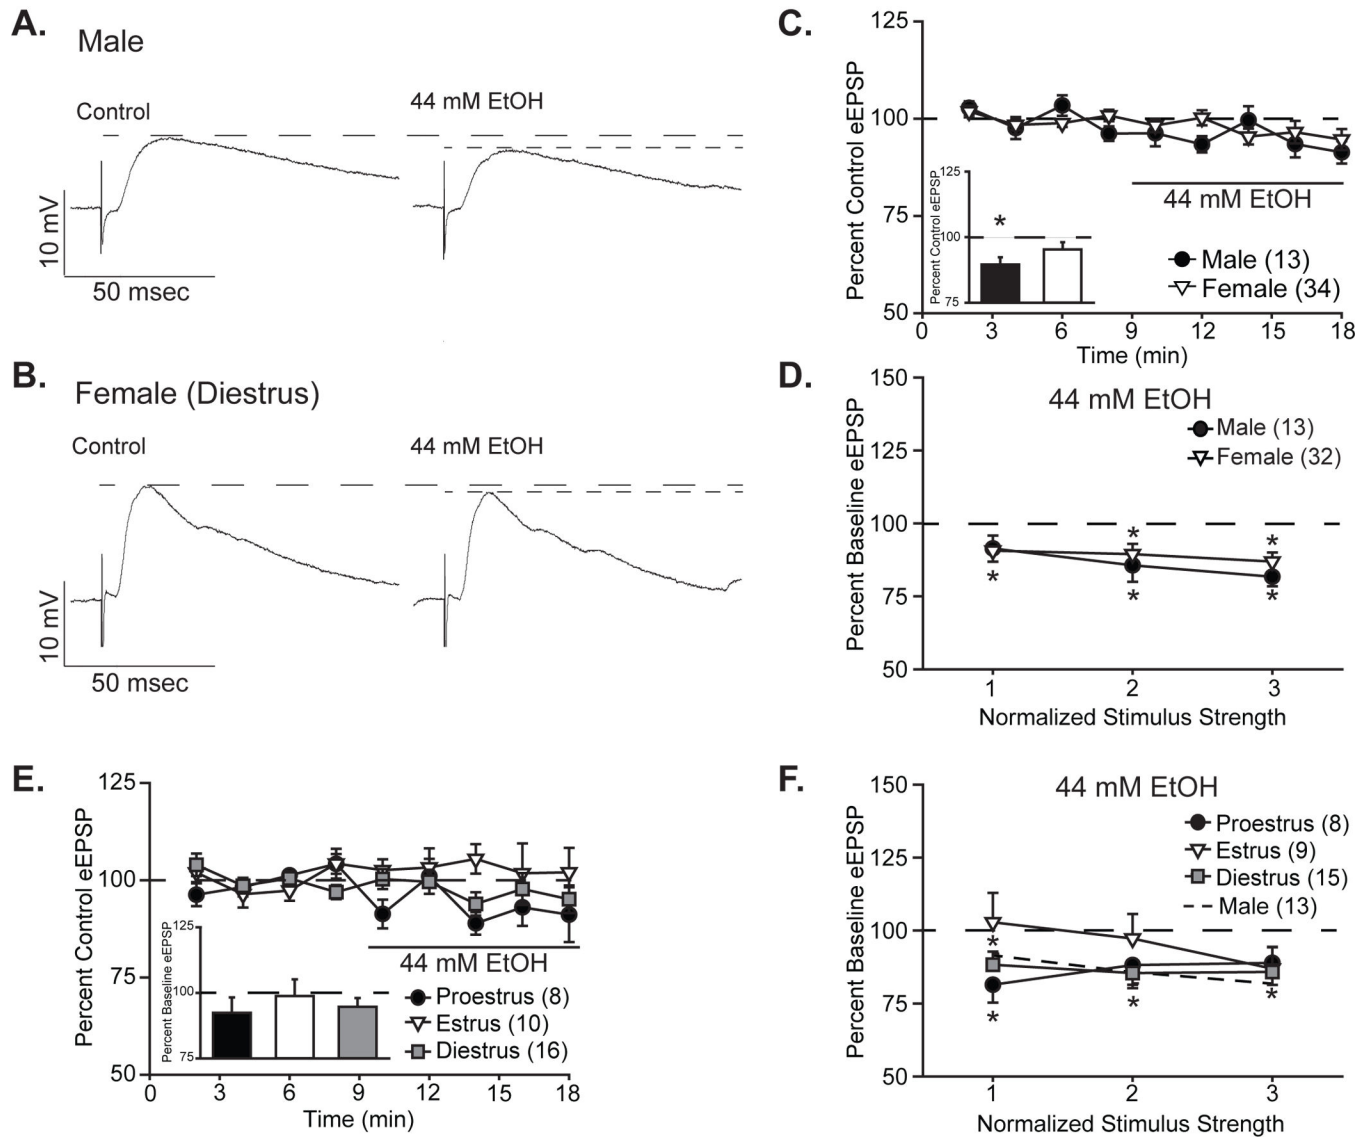 A.
Male
Control
44 mM EtOH
10 mV
50 msec
B.
Female (Diestrus)
Control
44 mM EtOH
10 mV
50 msec
C.
Percent Control eEPSP
125
100
75
50
0
3
6
9
12
15
18
Time (min)
44 mM EtOH
Male (13)
Female (34)
Percent Control eEPSP
125
100
75
*
D.
44 mM EtOH
Male (13)
Female (32)
Percent Baseline eEPSP
150
125
100
75
50
*
*
*
*
*
1
2
3
Normalized Stimulus Strength
E.
Percent Control eEPSP
125
100
75
50
0
3
6
9
12
15
18
Time (min)
44 mM EtOH
Proestrus (8)
Estrus (10)
Diestrus (16)
Percent Baseline eEPSP
125
100
75
F.
44 mM EtOH
Proestrus (8)
Estrus (9)
Diestrus (15)
Male (13)
Percent Baseline eEPSP
150
125
100
75
50
*
*
*
*
1
2
3
Normalized Stimulus Strength